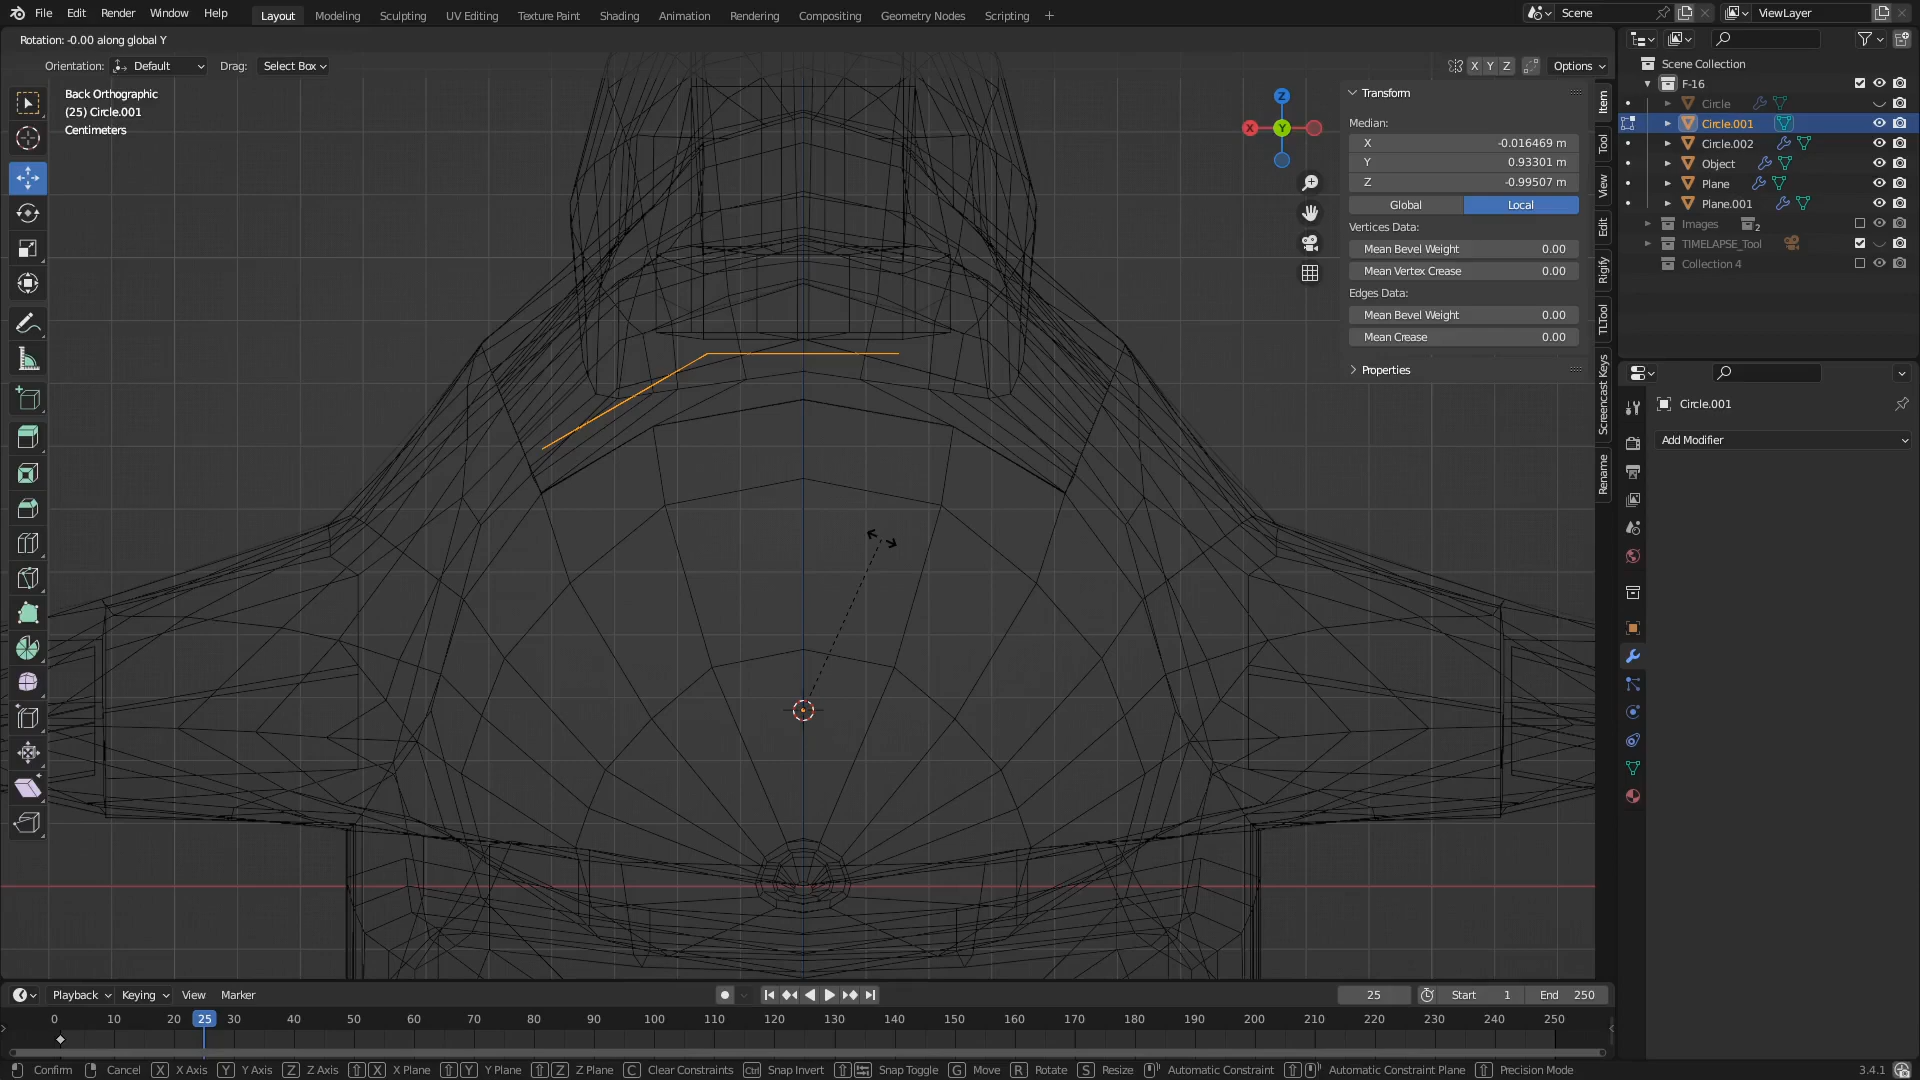 File Edit Render Window Help Layout Modeling Sculpting UV Editing Texture Paint Shading Animation Rendering Compositing Geometry Nodes Scripting + Scene ViewLayer
Rotation: -0.00 along global Y
Orientation: Default Drag: Select Box X Y Z Options
Back Orthographic
(25) Circle.001
Centimeters
Z
X Y
Transform
Median:
X -0.016469 m
Y 0.93301 m
Z -0.99507 m
Global Local
Vertices Data:
Mean Bevel Weight 0.00
Mean Vertex Crease 0.00
Edges Data:
Mean Bevel Weight 0.00
Mean Crease 0.00
Properties
Item
Tool
View
Edit
Rigify
TLTool
Screencast Keys
Rename
Scene Collection
F-16
Circle
Circle.001
Circle.002
Object
Plane
Plane.001
Images 2
TIMELAPSE_Tool
Collection 4
Circle.001
Add Modifier
Playback Keying View Marker 25 Start 1 End 250
0 10 20 25 30 40 50 60 70 80 90 100 110 120 130 140 150 160 170 180 190 200 210 220 230 240 250
Confirm Cancel X X Axis Y Y Axis Z Z Axis X X Plane Y Y Plane Z Z Plane C Clear Constraints Ctrl Snap Invert Snap Toggle G Move R Rotate S Resize Automatic Constraint Automatic Constraint Plane Precision Mode 3.4.1